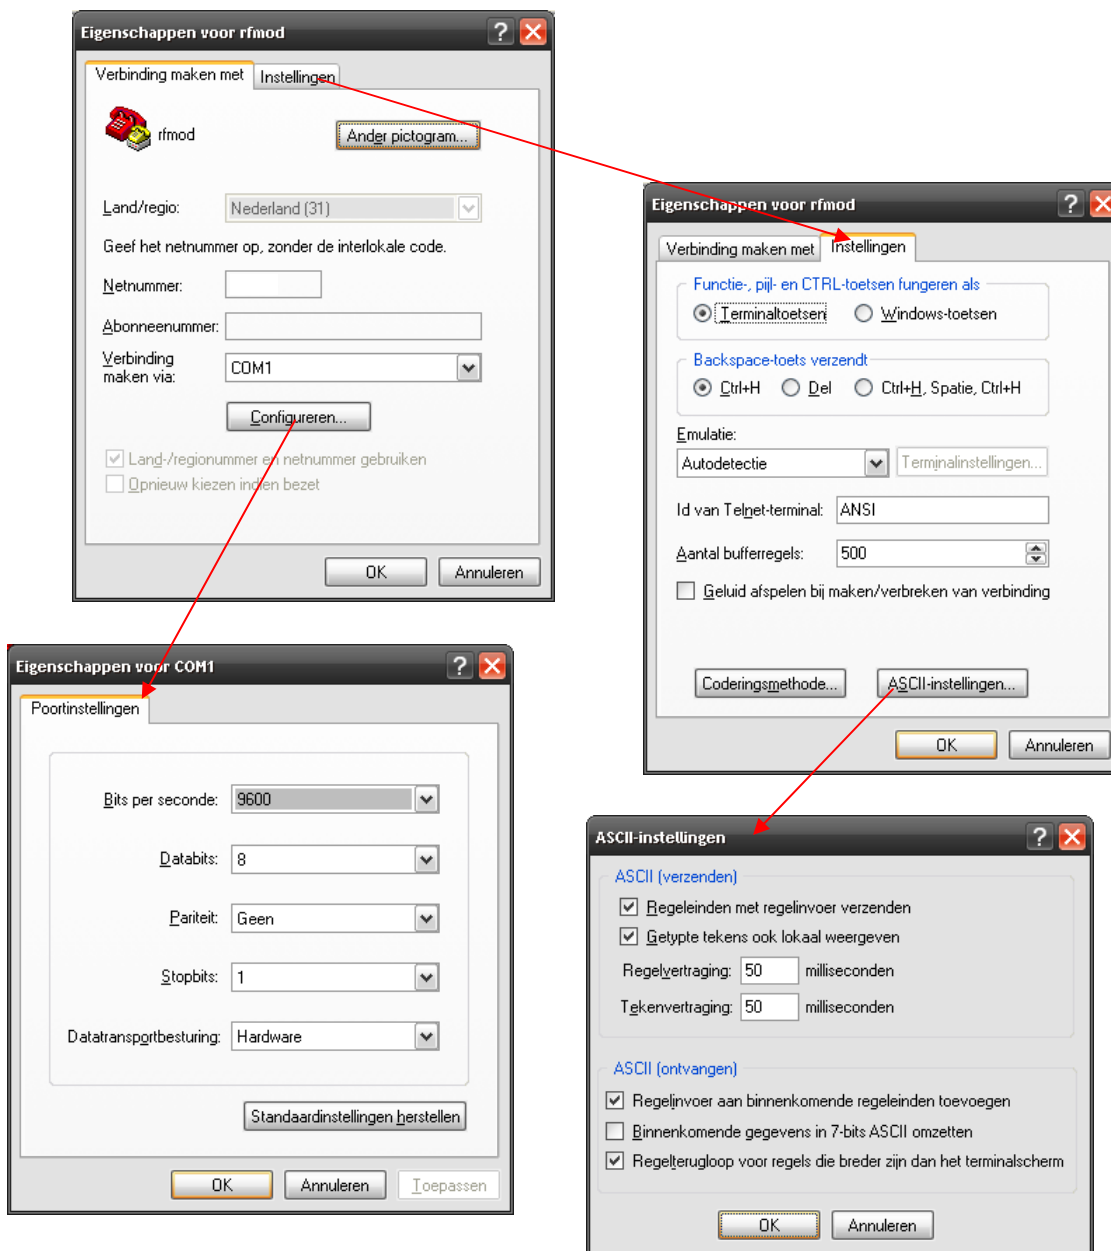 Eigenschappen voor rfmod
Verbinding maken met
Instellingen
rfmod
Ander pictogram...
Land/regio:
Nederland (31)
Geef het netnummer op, zonder de interlokale code.
Netnummer:
Abonneenummer:
Verbinding
maken via:
COM1
Configureren...
Land-/regionummer en netnummer gebruiken
Opnieuw kiezen indien bezet
OK
Annuleren
Eigenschappen voor rfmod
Verbinding maken met
Instellingen
Functie-, pijl- en CTRL-toetsen fungeren als
Terminaltoetsen
Windows-toetsen
Backspace-toets verzendt
Ctrl+H
Del
Ctrl+H, Spatie, Ctrl+H
Emulatie:
Autodetectie
Terminalinstellingen...
Id van Telnet-terminal:
ANSI
Aantal bufferregels:
500
Geluid afspelen bij maken/verbreken van verbinding
Coderingsmethode...
ASCII-instellingen...
OK
Annuleren
Eigenschappen voor COM1
Poortinstellingen
Bits per seconde:
9600
Databits:
8
Pariteit:
Geen
Stopbits:
1
Datatransportbesturing:
Hardware
Standaardinstellingen herstellen
OK
Annuleren
Toepassen
ASCII-instellingen
ASCII (verzenden)
Regeleinden met regelinvoer verzenden
Getypte tekens ook lokaal weergeven
Regelvertraging:
50
milliseconden
Tekenvertraging:
50
milliseconden
ASCII (ontvangen)
Regelinvoer aan binnenkomende regeleinden toevoegen
Binnenkomende gegevens in 7-bits ASCII omzetten
Regelterugloop voor regels die breder zijn dan het terminalscherm
OK
Annuleren